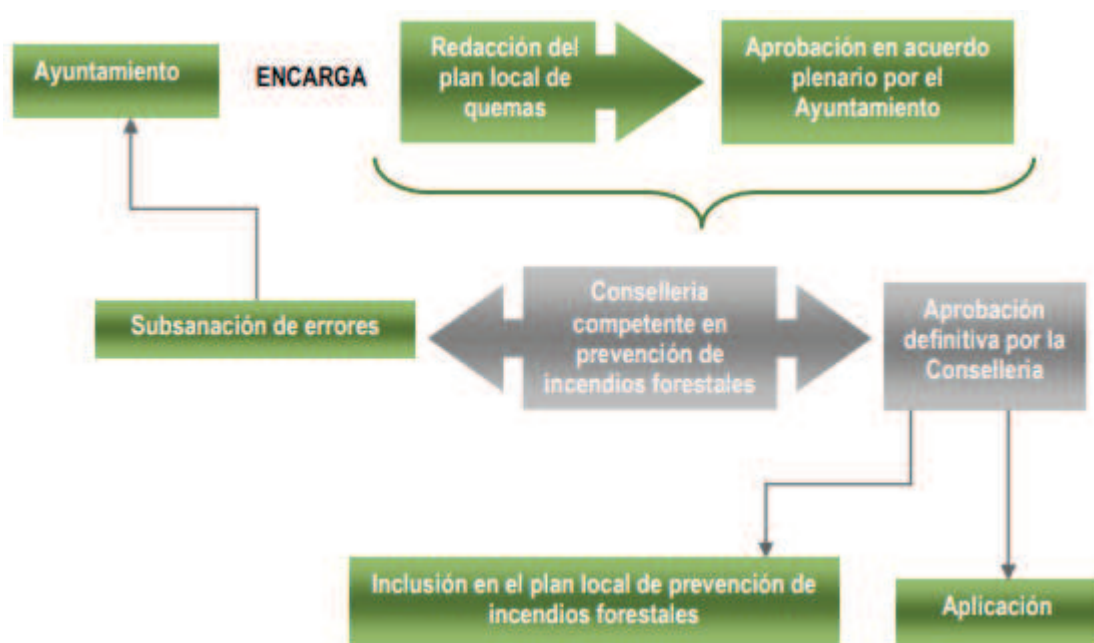 Ayuntamiento
ENCARGA
Redacción del
plan local de
quemas
Aprobación en acuerdo
plenario por el
Ayuntamiento
Subsanación de errores
Conselleria
competente en
prevención de
incendios forestales
Aprobación
definitiva por la
Conselleria
Inclusión en el plan local de prevención de
incendios forestales
Aplicación